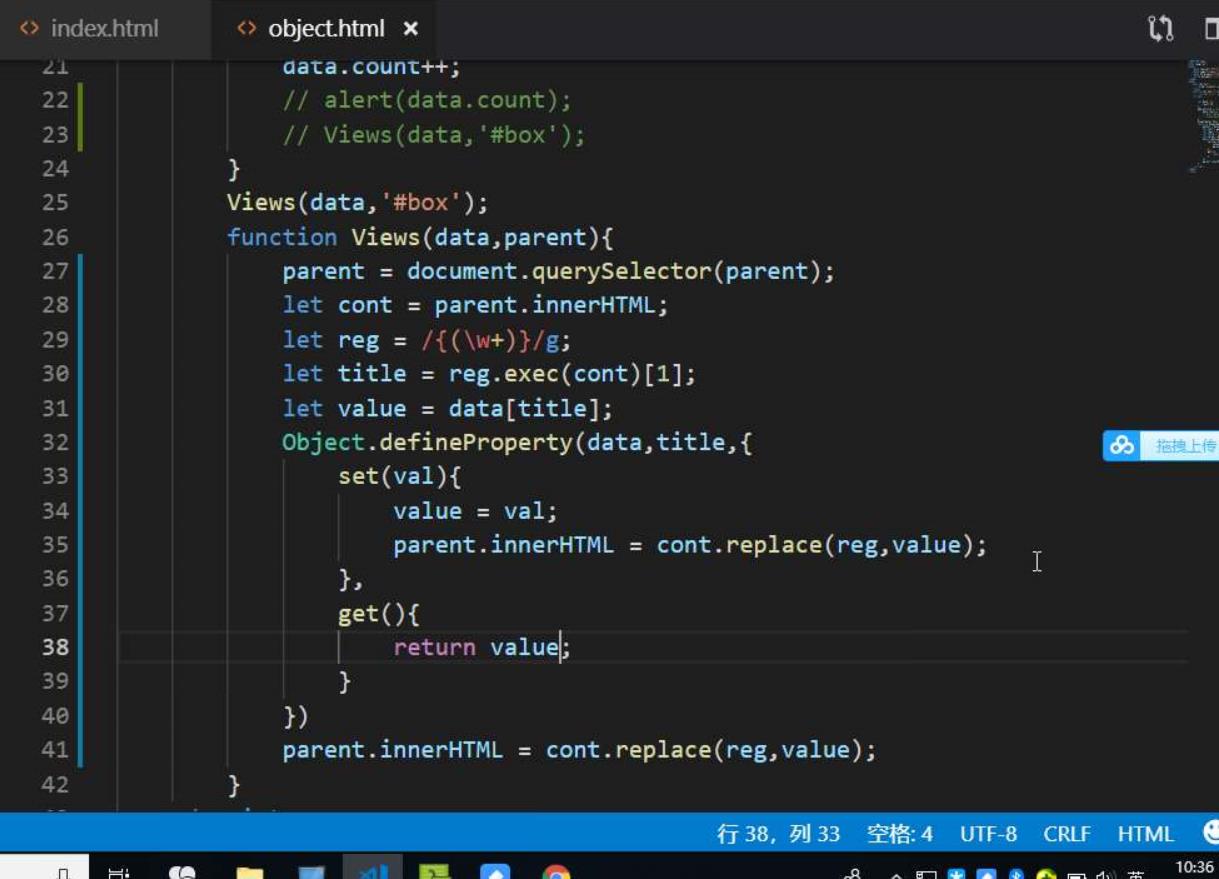 index.html
object.html ×
21 data.count++;
22 // alert(data.count);
23 // Views(data,'#box');
24 }
25 Views(data,'#box');
26 function Views(data,parent){
27 parent = document.querySelector(parent);
28 let cont = parent.innerHTML;
29 let reg = /{(\w+)}/g;
30 let title = reg.exec(cont)[1];
31 let value = data[title];
32 Object.defineProperty(data,title,{
33 set(val){
34 value = val;
35 parent.innerHTML = cont.replace(reg,value);
36 },
37 get(){
38 return value;
39 }
40 })
41 parent.innerHTML = cont.replace(reg,value);
42 }
拖拽上传
行 38，列 33 空格: 4 UTF-8 CRLF HTML
英
10:36